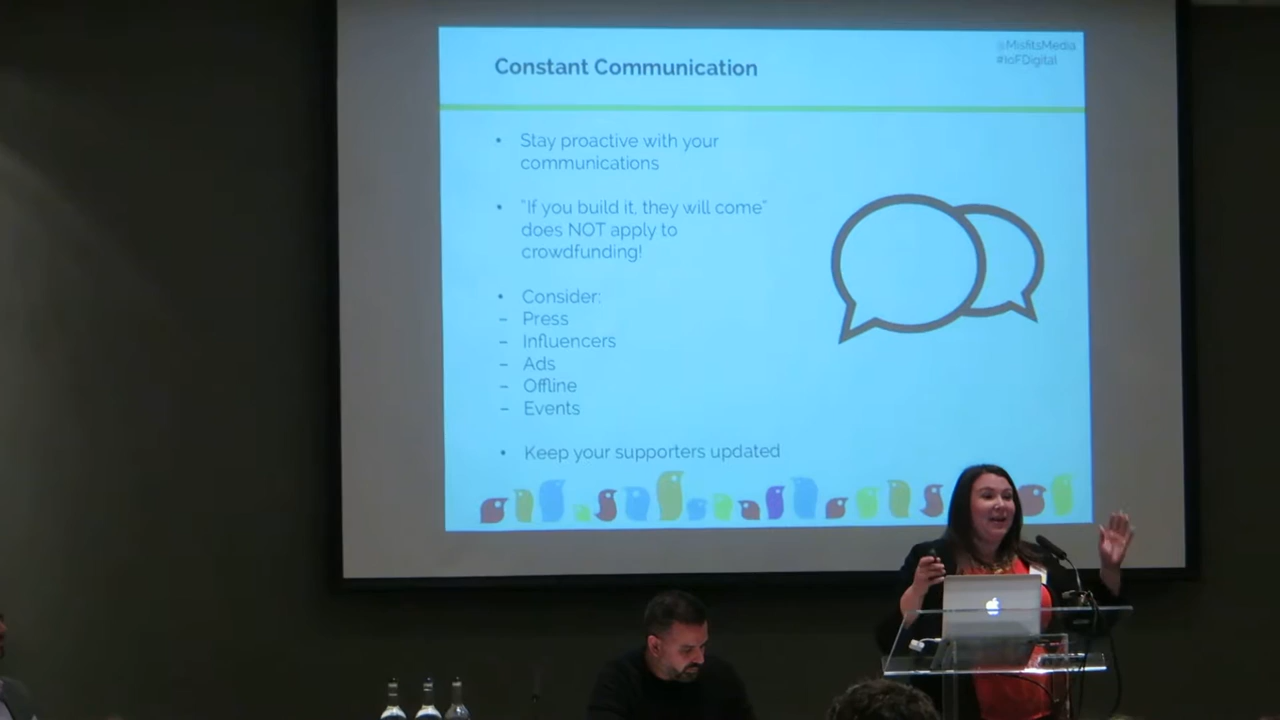 Constant Communication
@MisfitsMedia
#IoFDigital
• Stay proactive with your
communications
• "If you build it, they will come"
does NOT apply to
crowdfunding!
• Consider:
– Press
– Influencers
– Ads
– Offline
– Events
• Keep your supporters updated